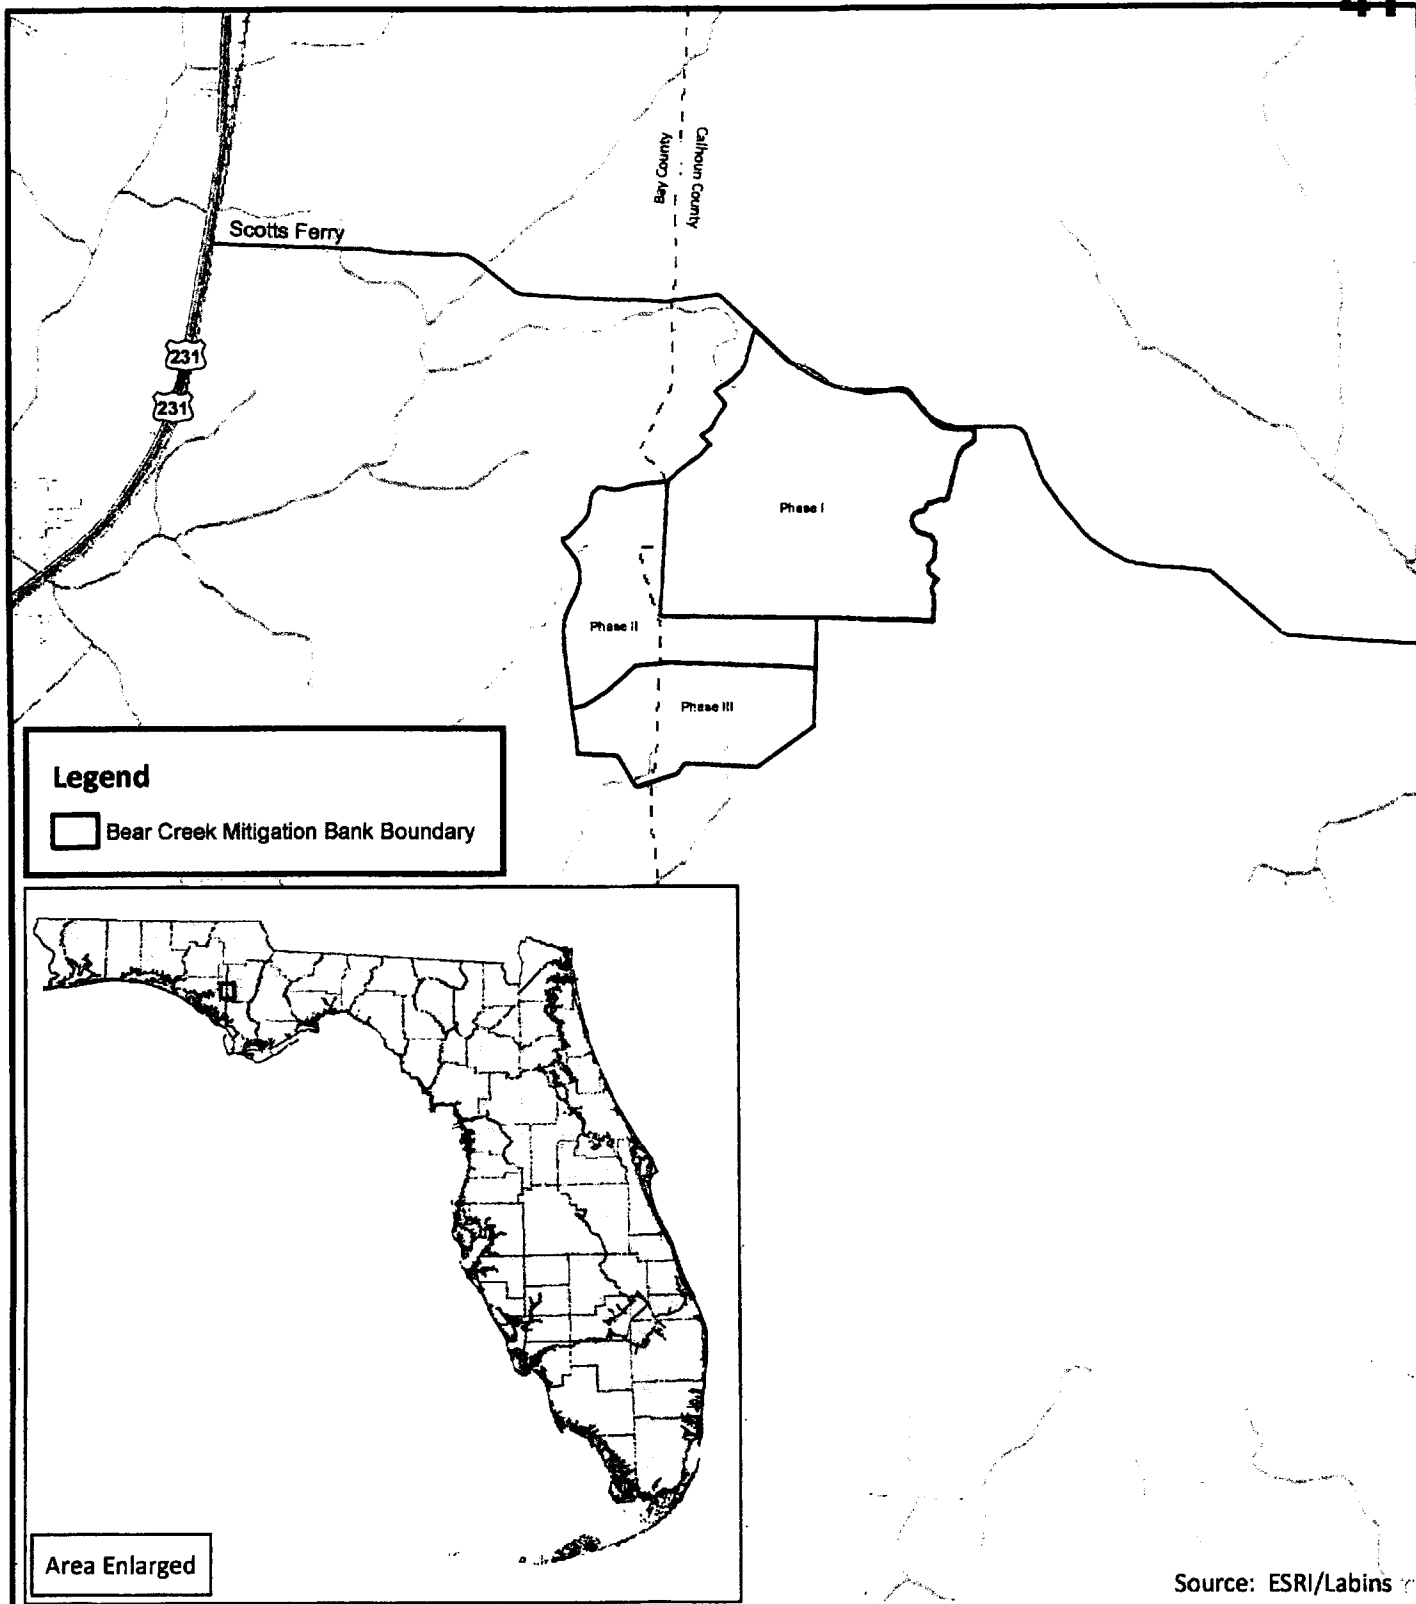 Bay County
Calhoun County
Scotts Ferry
231
231
Phase I
Phase II
Phase III
Legend
Bear Creek Mitigation Bank Boundary
Area Enlarged
Source: ESRI/Labins